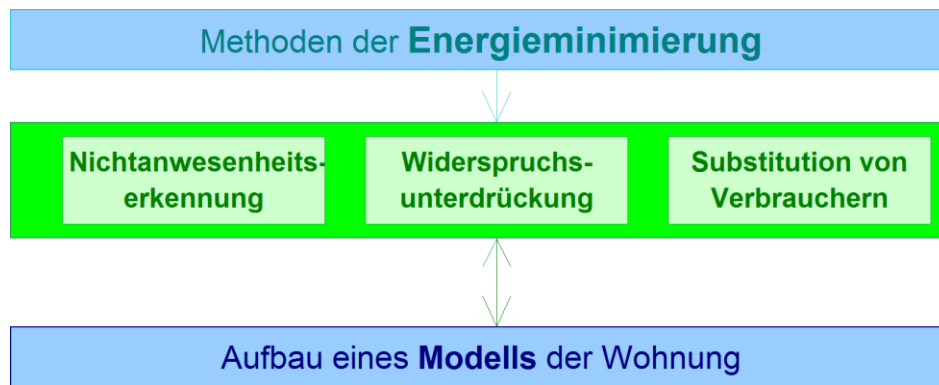 Methoden der Energieminimierung
Nichtanwesenheits-
erkennung
Widerspruchs-
unterdrückung
Substitution von
Verbrauchern
Aufbau eines Modells der Wohnung